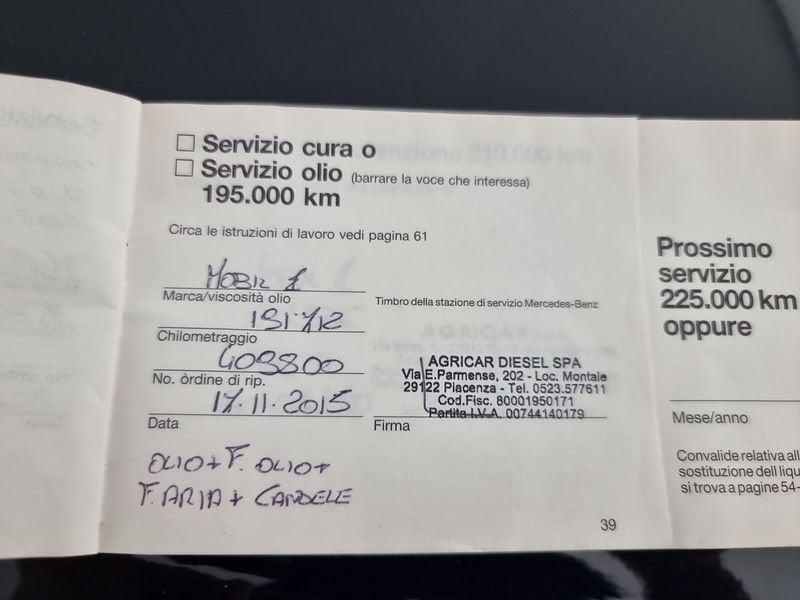 Servizio cura o
Servizio olio (barrare la voce che interessa)
195.000 km
Circa le istruzioni di lavoro vedi pagina 61
MOBIL 1
Marca/viscosità olio
Timbro della stazione di servizio Mercedes-Benz
Chilometraggio
No. òrdine di rip.
17.11.2015
Data
AGRICAR DIESEL SPA
Via E.Parmense, 202 - Loc. Montale
29122 Piacenza - Tel. 0523.577611
Cod.Fisc. 80001950171
Partita I.V.A. 00744140179
Firma
OLIO + F. OLIO +
F. ARIA + CANDELE
39
Prossimo
servizio
225.000 km
oppure
Mese/anno
Convalide relativa all
sostituzione dell liqu
si trova a pagine 54-